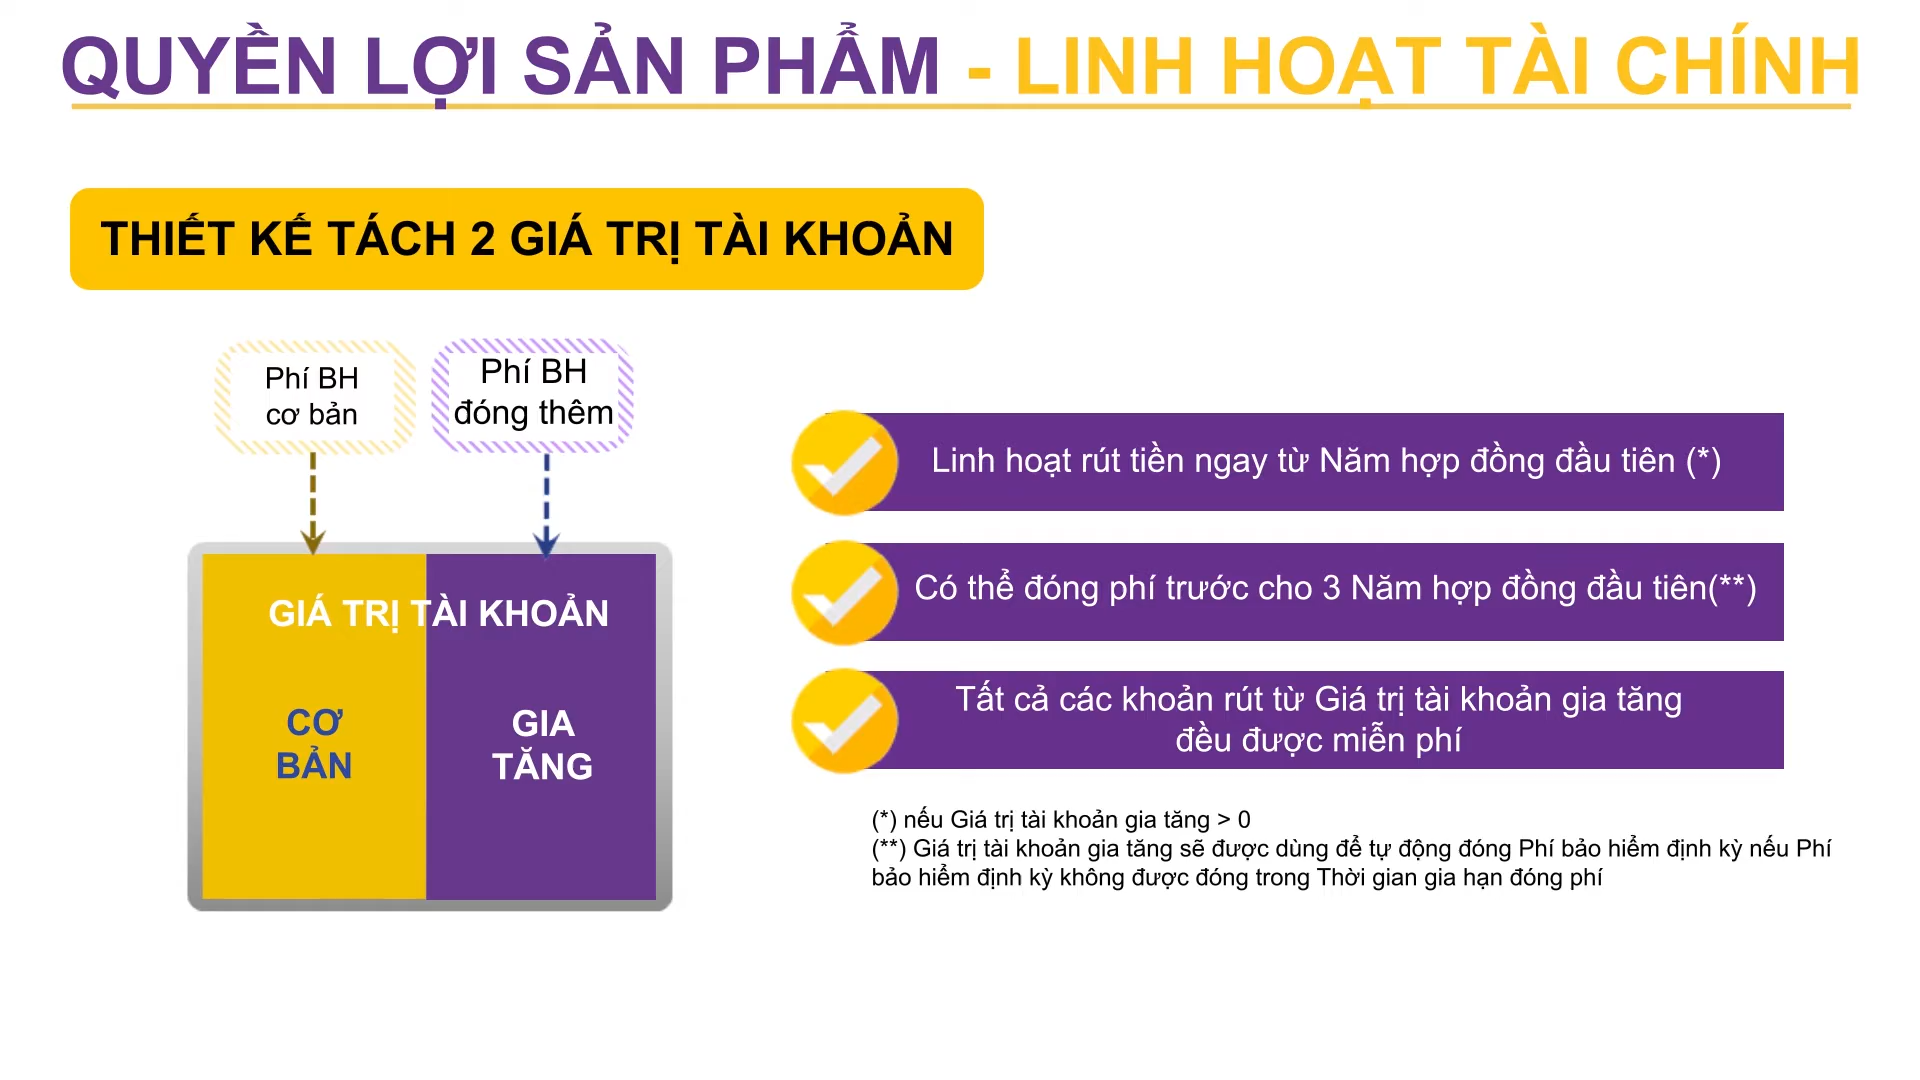 QUYỀN LỢI SẢN PHẨM - LINH HOẠT TÀI CHÍNH
THIẾT KẾ TÁCH 2 GIÁ TRỊ TÀI KHOẢN
Phí BH
cơ bản
Phí BH
đóng thêm
GIÁ TRỊ TÀI KHOẢN
CƠ
BẢN
GIA
TĂNG
Linh hoạt rút tiền ngay từ Năm hợp đồng đầu tiên (*)
Có thể đóng phí trước cho 3 Năm hợp đồng đầu tiên(**)
Tất cả các khoản rút từ Giá trị tài khoản gia tăng
đều được miễn phí
(*) nếu Giá trị tài khoản gia tăng > 0
(**) Giá trị tài khoản gia tăng sẽ được dùng để tự động đóng Phí bảo hiểm định kỳ nếu Phí
bảo hiểm định kỳ không được đóng trong Thời gian gia hạn đóng phí